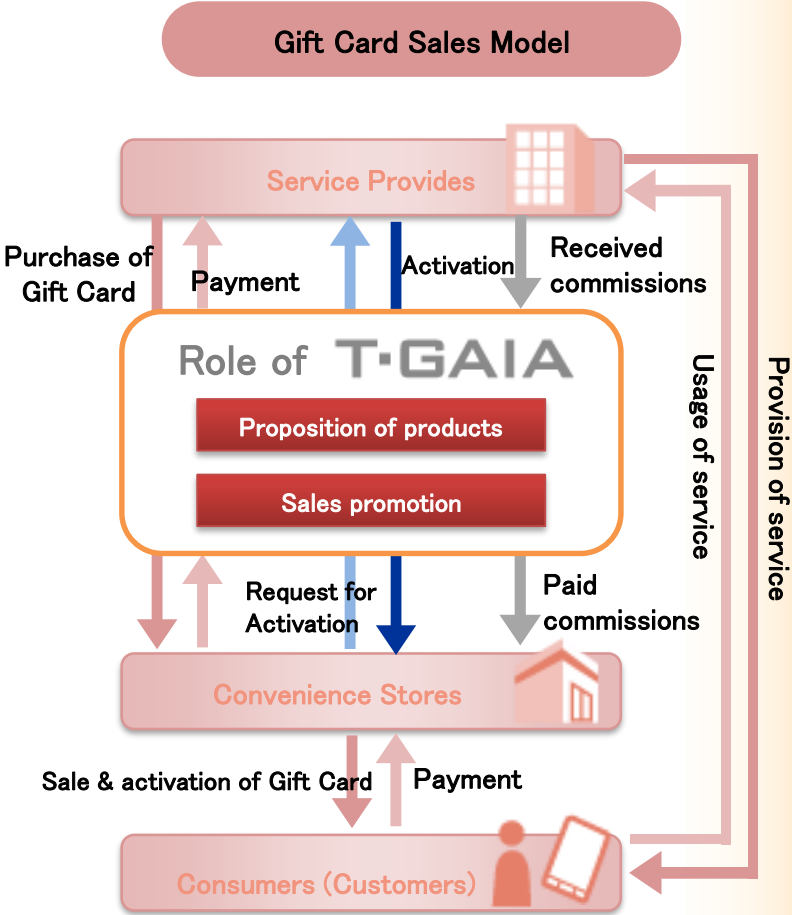 Gift Card Sales Model
Service Provides
Purchase of
Gift Card
Payment
Activation
Received
commissions
Role of T·GAIA
Proposition of products
Sales promotion
Usage of service
Provision of service
Request for
Activation
Paid
commissions
Convenience Stores
Sale & activation of Gift Card
Payment
Consumers (Customers)